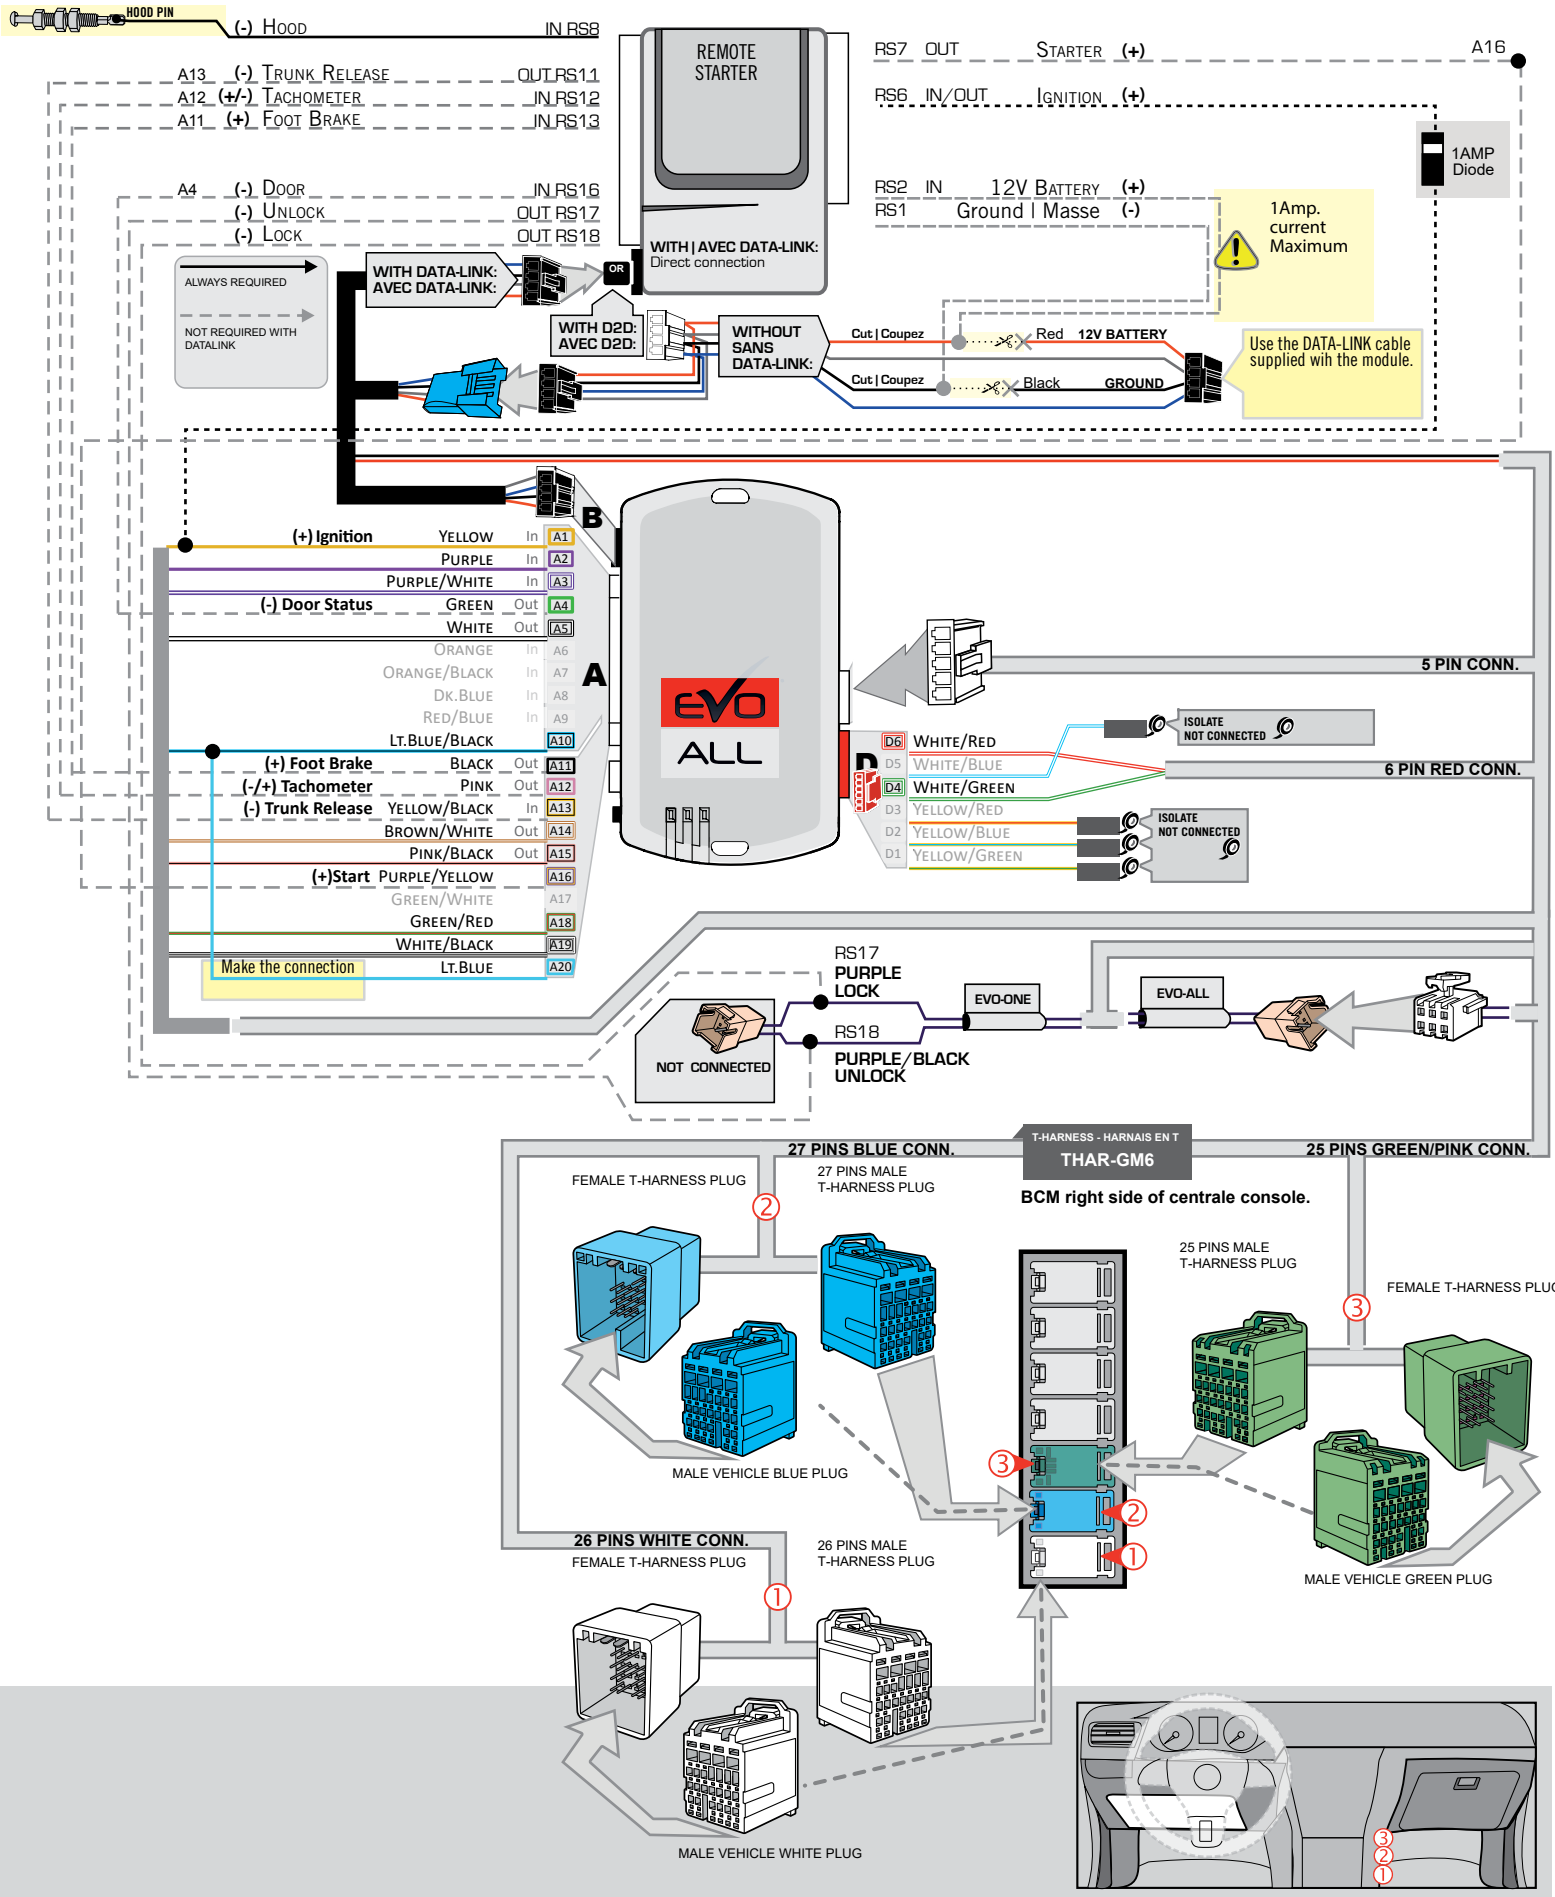 HOOD PIN
(-) HOOD IN RS8
A13 (-) TRUNK RELEASE OUT RS11
A12 (+/-) TACHOMETER IN RS12
A11 (+) FOOT BRAKE IN RS13
A4 (-) DOOR IN RS16
(-) UNLOCK OUT RS17
(-) LOCK OUT RS18
REMOTE
STARTER
WITH | AVEC DATA-LINK:
Direct connection
RS7 OUT STARTER (+) A16
RS6 IN/OUT IGNITION (+)
1AMP
Diode
RS2 IN 12V BATTERY (+)
RS1 Ground | Masse (-)
1Amp.
current
Maximum
ALWAYS REQUIRED
NOT REQUIRED WITH
DATALINK
WITH DATA-LINK:
AVEC DATA-LINK:
OR
WITH D2D:
AVEC D2D:
WITHOUT
SANS
DATA-LINK:
Cut | Coupez Red 12V BATTERY
Cut | Coupez Black GROUND
Use the DATA-LINK cable
supplied wih the module.
B
A
D
(+) Ignition YELLOW In A1
PURPLE In A2
PURPLE/WHITE In A3
(-) Door Status GREEN Out A4
WHITE Out A5
ORANGE In A6
ORANGE/BLACK In A7
DK.BLUE In A8
RED/BLUE In A9
LT.BLUE/BLACK A10
(+) Foot Brake BLACK Out A11
(-/+) Tachometer PINK Out A12
(-) Trunk Release YELLOW/BLACK In A13
BROWN/WHITE Out A14
PINK/BLACK Out A15
(+)Start PURPLE/YELLOW A16
GREEN/WHITE A17
GREEN/RED A18
WHITE/BLACK A19
Make the connection LT.BLUE A20
EVO
ALL
5 PIN CONN.
D6 WHITE/RED
D5 WHITE/BLUE
D4 WHITE/GREEN
D3 YELLOW/RED
D2 YELLOW/BLUE
D1 YELLOW/GREEN
ISOLATE
NOT CONNECTED
6 PIN RED CONN.
ISOLATE
NOT CONNECTED
RS17
PURPLE
LOCK
RS18
PURPLE/BLACK
UNLOCK
NOT CONNECTED
EVO-ONE
EVO-ALL
T-HARNESS - HARNAIS EN T
THAR-GM6
27 PINS BLUE CONN.
25 PINS GREEN/PINK CONN.
BCM right side of centrale console.
FEMALE T-HARNESS PLUG
27 PINS MALE
T-HARNESS PLUG
2
MALE VEHICLE BLUE PLUG
25 PINS MALE
T-HARNESS PLUG
FEMALE T-HARNESS PLUG
3
MALE VEHICLE GREEN PLUG
3
2
1
26 PINS WHITE CONN.
FEMALE T-HARNESS PLUG
26 PINS MALE
T-HARNESS PLUG
1
MALE VEHICLE WHITE PLUG
3
2
1